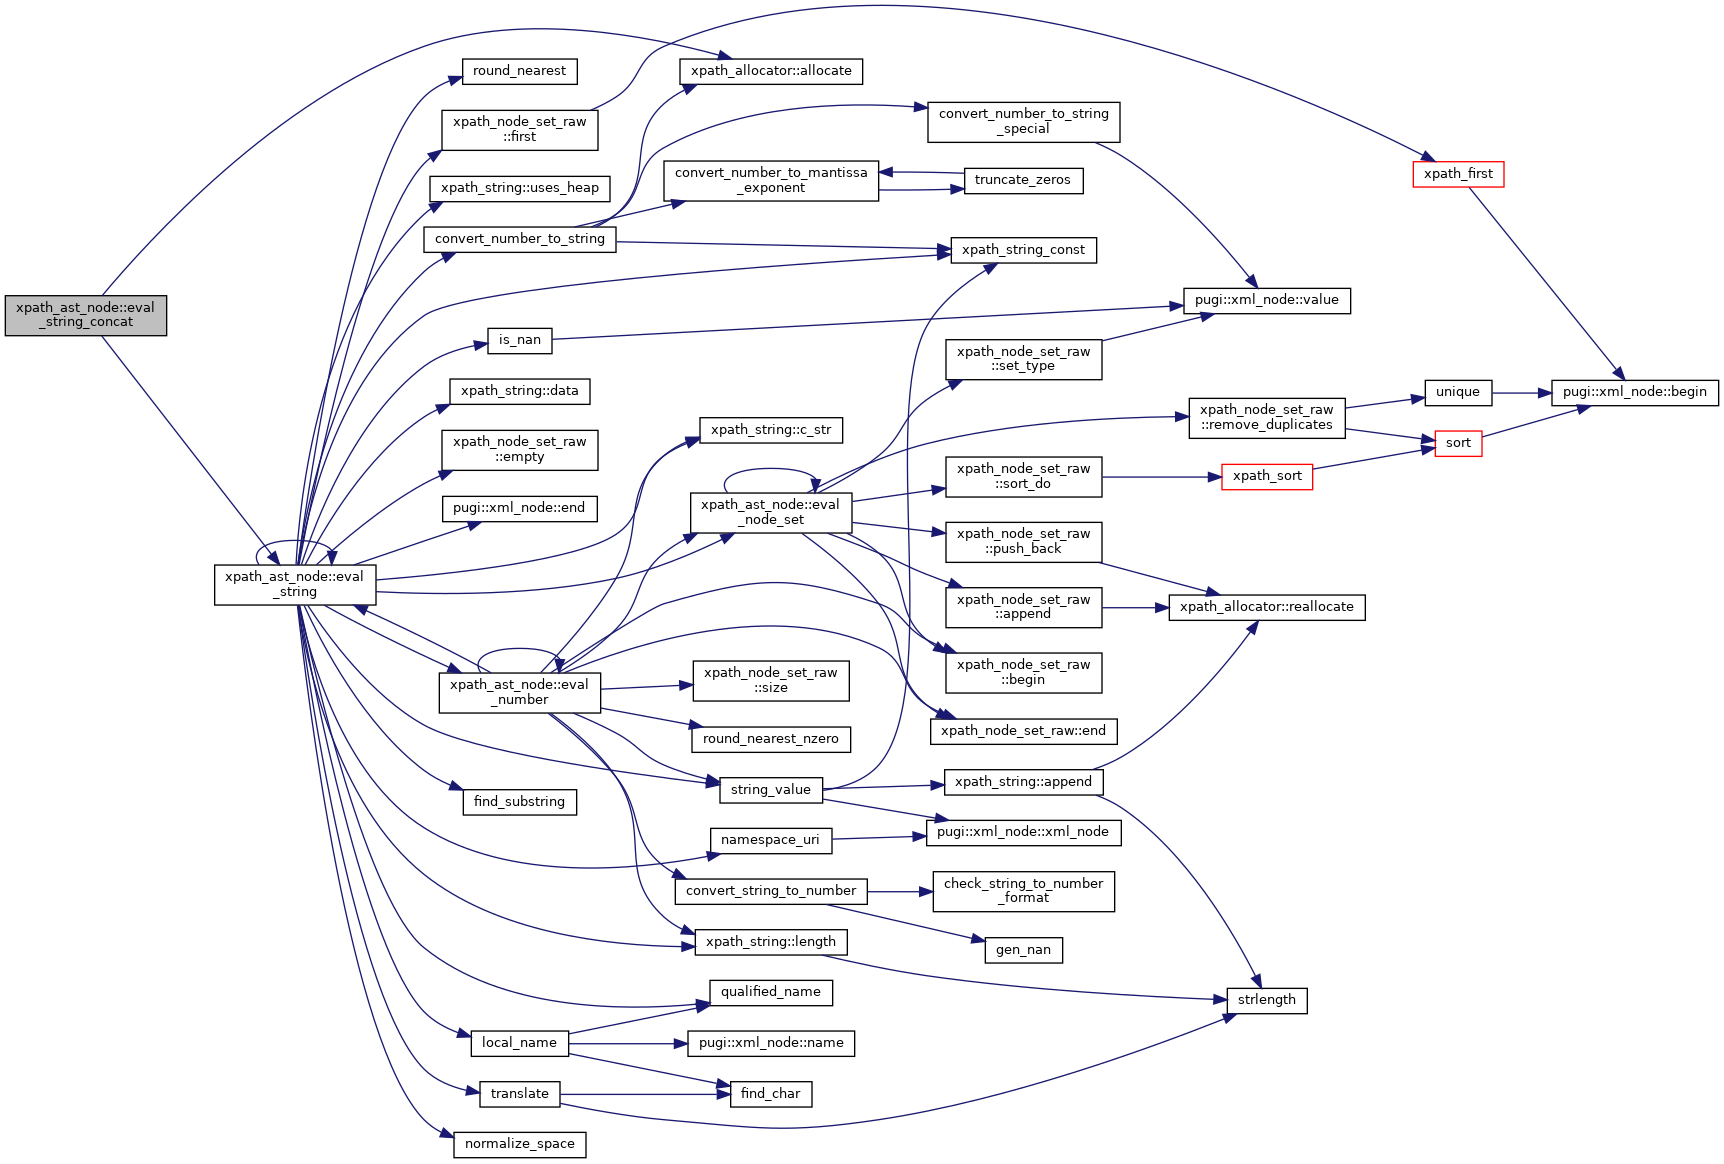 xpath_ast_node::eval
_string_concat
xpath_ast_node::eval
_string
round_nearest
xpath_node_set_raw
::first
xpath_string::uses_heap
convert_number_to_string
is_nan
xpath_string::data
xpath_node_set_raw
::empty
pugi::xml_node::end
xpath_ast_node::eval
_number
find_substring
local_name
translate
normalize_space
xpath_allocator::allocate
convert_number_to_mantissa
_exponent
xpath_string::c_str
xpath_ast_node::eval
_node_set
xpath_node_set_raw
::size
round_nearest_nzero
string_value
namespace_uri
convert_string_to_number
xpath_string::length
qualified_name
pugi::xml_node::name
find_char
convert_number_to_string
_special
truncate_zeros
xpath_string_const
xpath_node_set_raw
::set_type
xpath_node_set_raw
::sort_do
xpath_node_set_raw
::push_back
xpath_node_set_raw
::append
xpath_node_set_raw
::begin
xpath_node_set_raw::end
xpath_string::append
pugi::xml_node::xml_node
check_string_to_number
_format
gen_nan
pugi::xml_node::value
xpath_node_set_raw
::remove_duplicates
xpath_sort
xpath_allocator::reallocate
strlength
xpath_first
unique
sort
pugi::xml_node::begin